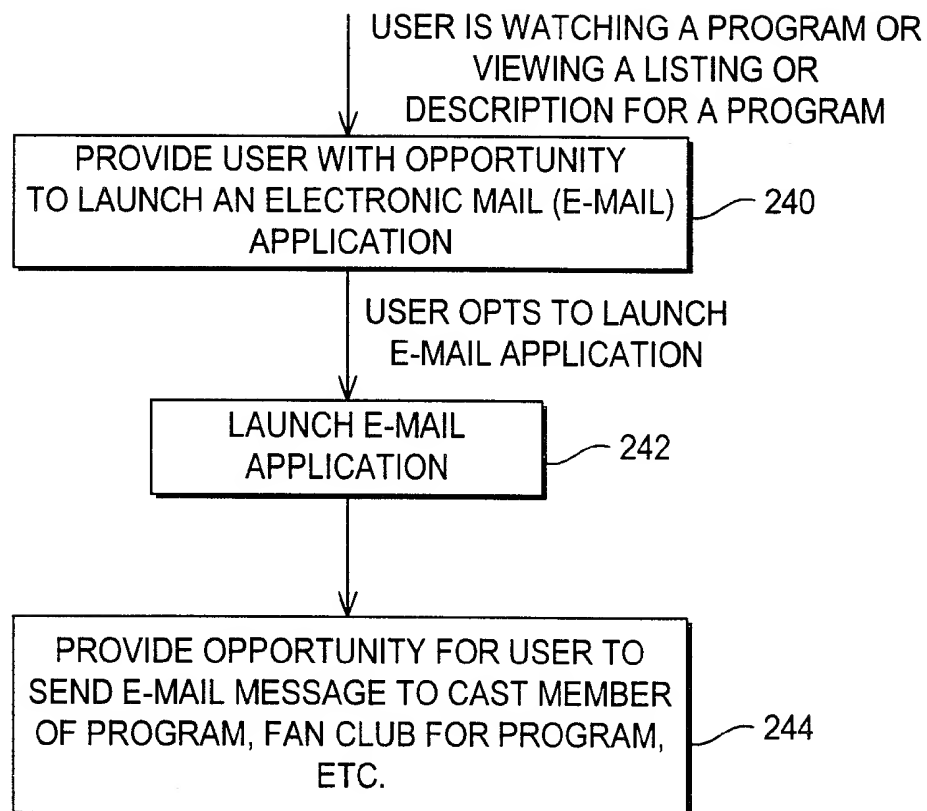 USER IS WATCHING A PROGRAM OR
VIEWING A LISTING OR
DESCRIPTION FOR A PROGRAM
PROVIDE USER WITH OPPORTUNITY
TO LAUNCH AN ELECTRONIC MAIL (E-MAIL)
APPLICATION
240
USER OPTS TO LAUNCH
E-MAIL APPLICATION
LAUNCH E-MAIL
APPLICATION
242
PROVIDE OPPORTUNITY FOR USER TO
SEND E-MAIL MESSAGE TO CAST MEMBER
OF PROGRAM, FAN CLUB FOR PROGRAM,
ETC.
244